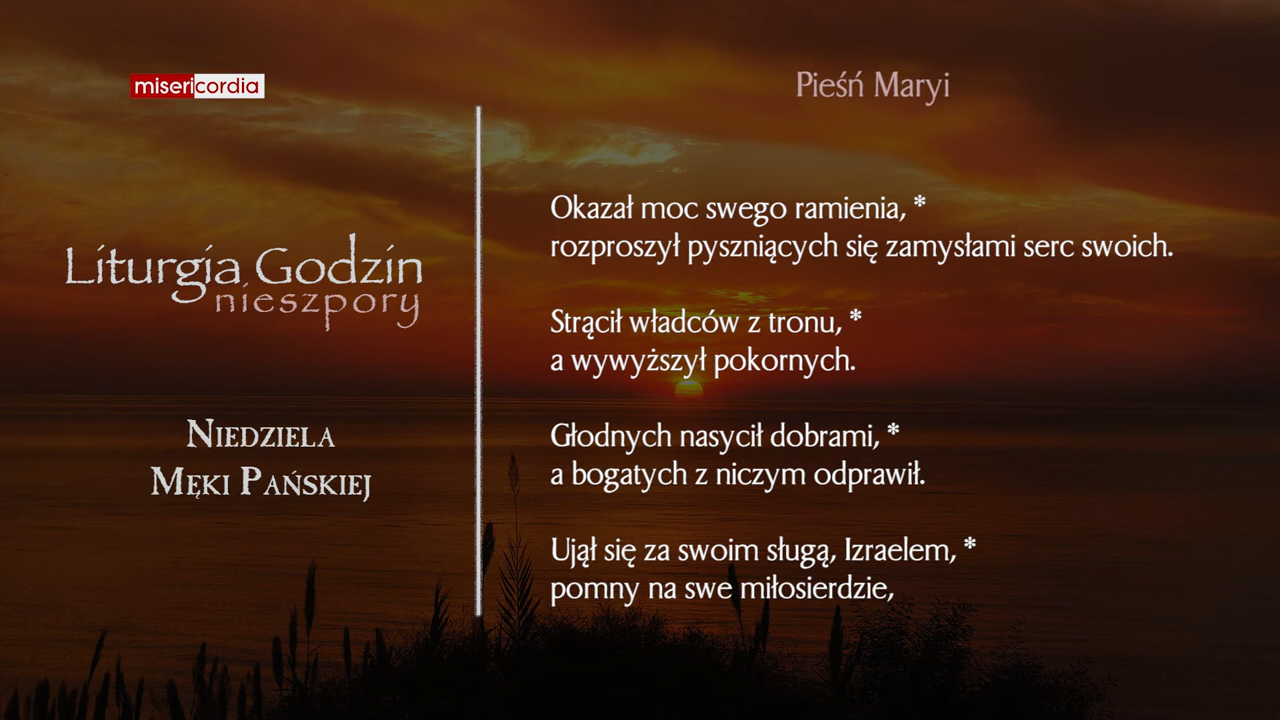 misericordia
Liturgia Godzin
nieszpory
Niedziela
Męki Pańskiej
Pieśń Maryi
Okazał moc swego ramienia, *
rozproszył pyszniących się zamysłami serc swoich.
Strącił władców z tronu, *
a wywyższył pokornych.
Głodnych nasycił dobrami, *
a bogatych z niczym odprawił.
Ujął się za swoim sługą, Izraelem, *
pomny na swe miłosierdzie,